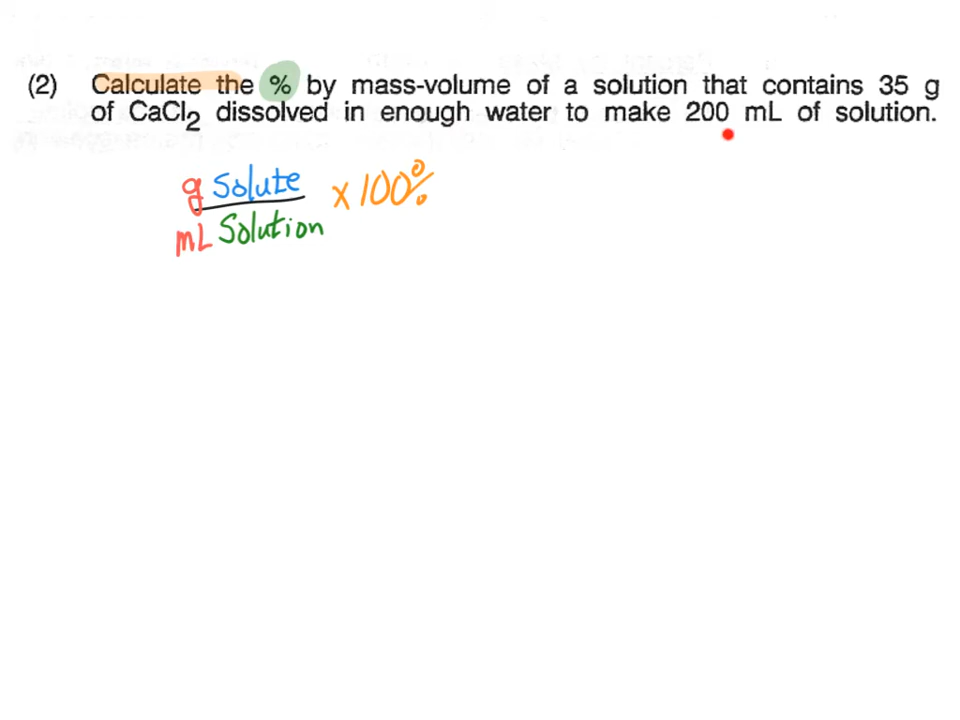 (2) Calculate the % by mass-volume of a solution that contains 35 g
of CaCl₂ dissolved in enough water to make 200 mL of solution.
g Solute
x 100%
mL Solution